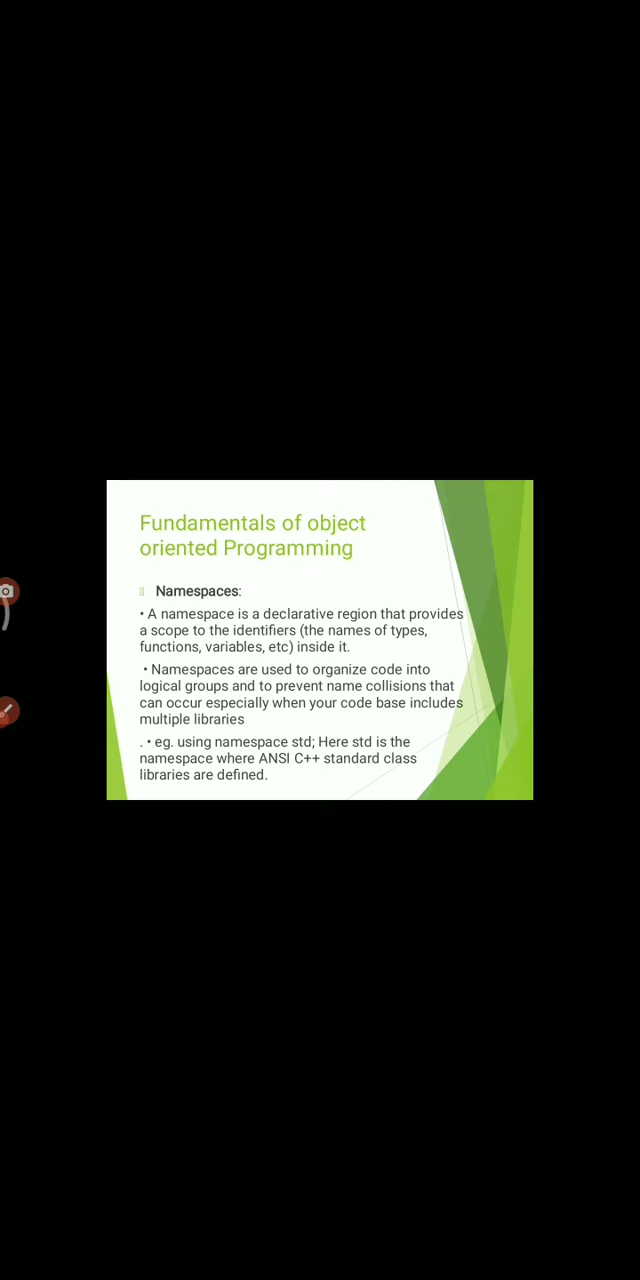 Fundamentals of object
oriented Programming
Namespaces:
• A namespace is a declarative region that provides
a scope to the identifiers (the names of types,
functions, variables, etc) inside it.
• Namespaces are used to organize code into
logical groups and to prevent name collisions that
can occur especially when your code base includes
multiple libraries
. • eg. using namespace std; Here std is the
namespace where ANSI C++ standard class
libraries are defined.